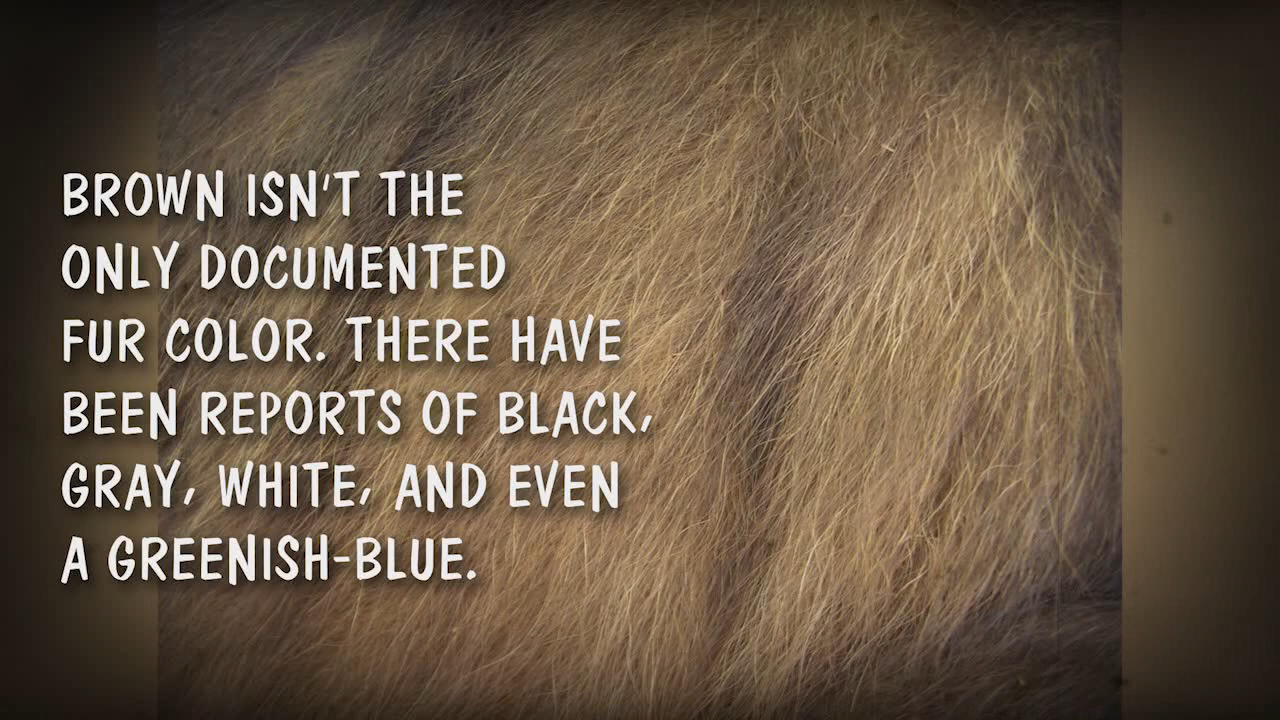 BROWN ISN'T THE
ONLY DOCUMENTED
FUR COLOR. THERE HAVE
BEEN REPORTS OF BLACK,
GRAY, WHITE, AND EVEN
A GREENISH-BLUE.